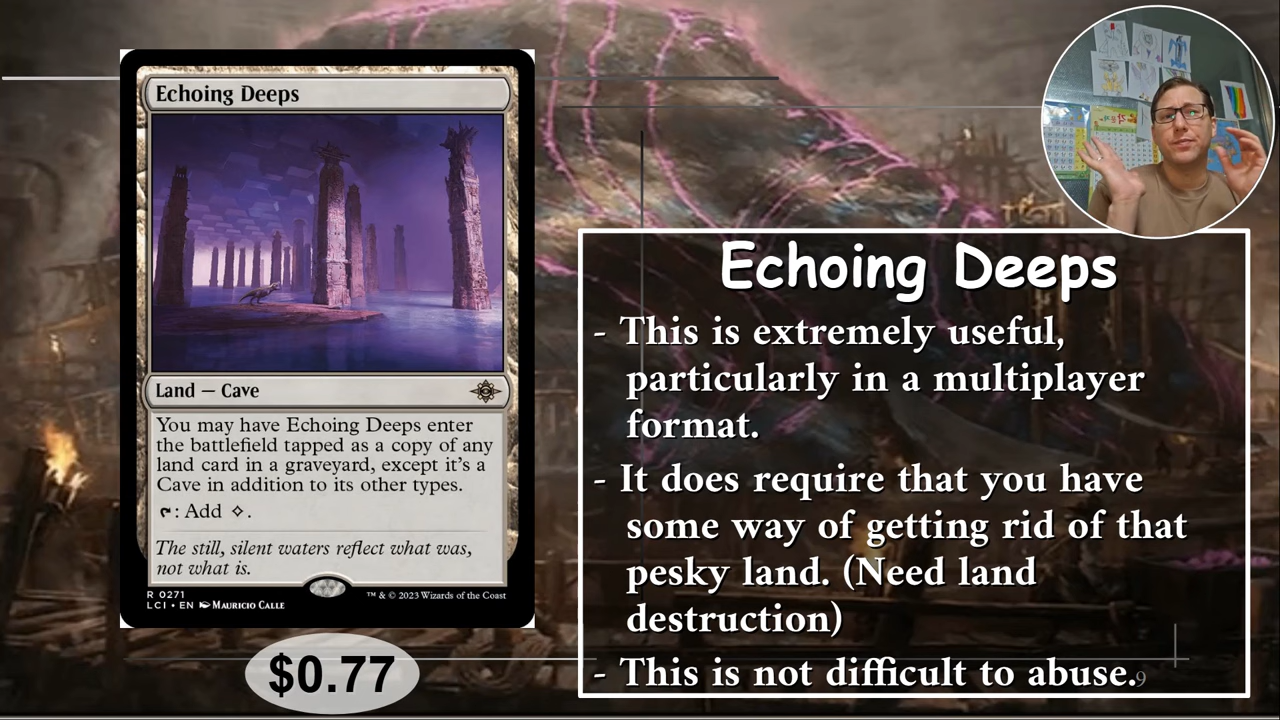 Echoing Deeps
Land — Cave
You may have Echoing Deeps enter
the battlefield tapped as a copy of any
land card in a graveyard, except it's a
Cave in addition to its other types.
: Add .
The still, silent waters reflect what was,
not what is.
R 0271
LCI • EN Mauricio Calle
™ & © 2023 Wizards of the Coast
$0.77
Echoing Deeps
- This is extremely useful,
particularly in a multiplayer
format.
- It does require that you have
some way of getting rid of that
pesky land. (Need land
destruction)
- This is not difficult to abuse.
9